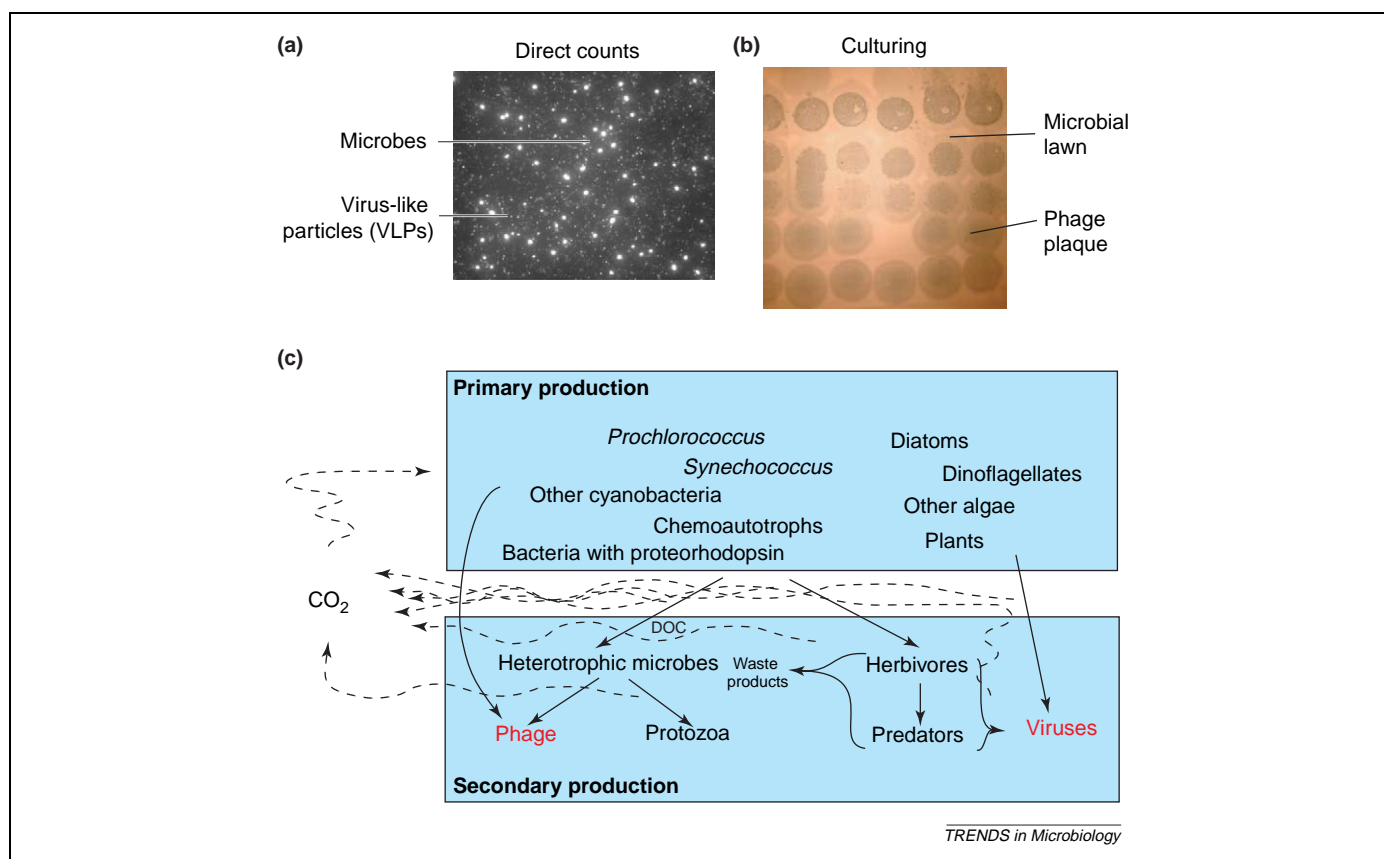 (a)
Direct counts
Microbes
Virus-like
particles (VLPs)
(b)
Culturing
Microbial
lawn
Phage
plaque
(c)
Primary production
Prochlorococcus
Diatoms
Synechococcus
Dinoflagellates
Other cyanobacteria
Other algae
Chemoautotrophs
Plants
Bacteria with proteorhodopsin
CO2
DOC
Heterotrophic microbes
Waste
products
Herbivores
Phage
Protozoa
Predators
Viruses
Secondary production
TRENDS in Microbiology